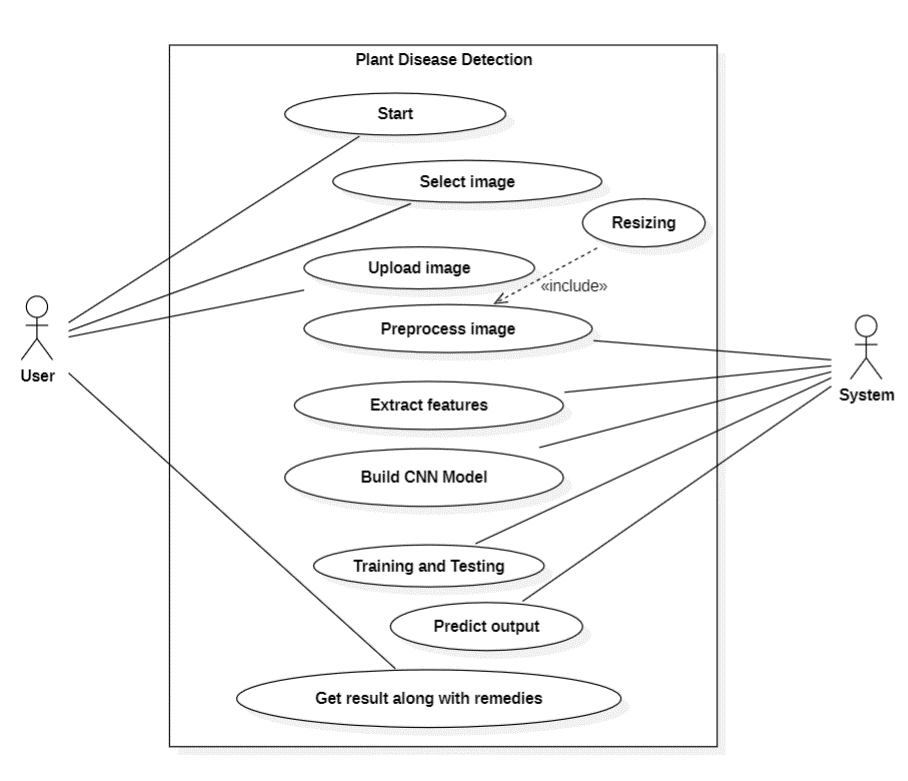 Plant Disease Detection
Start
Select image
Resizing
Upload image
«include»
Preprocess image
User
System
Extract features
Build CNN Model
Training and Testing
Predict output
Get result along with remedies